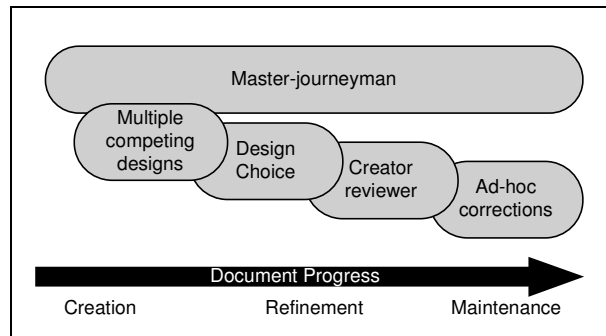 Master-journeyman
Multiple
competing
designs
Design
Choice
Creator
reviewer
Ad-hoc
corrections
Document Progress
Creation Refinement Maintenance